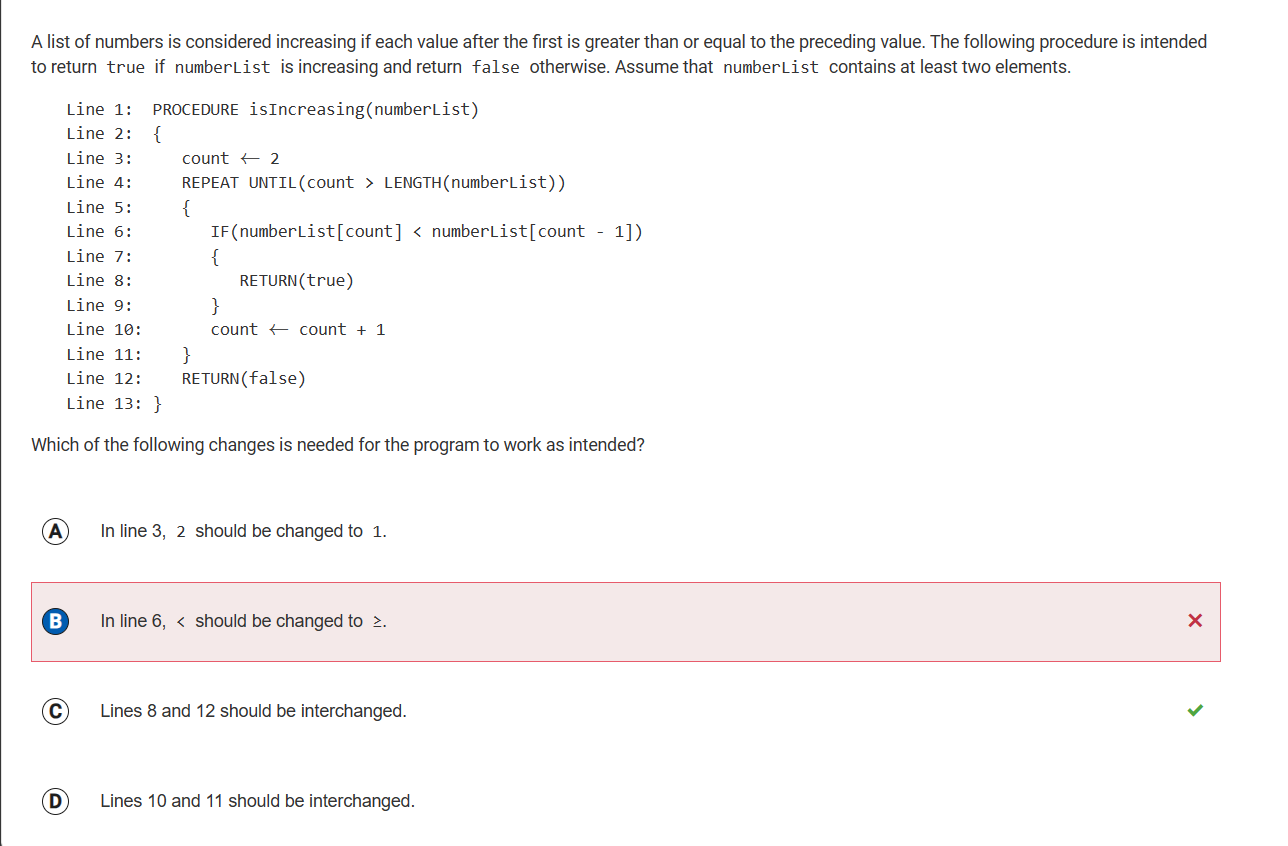 A list of numbers is considered increasing if each value after the first is greater than or equal to the preceding value. The following procedure is intended
to return true if numberList is increasing and return false otherwise. Assume that numberList contains at least two elements.
Line 1: PROCEDURE isIncreasing(numberList)
Line 2: {
Line 3: count ← 2
Line 4: REPEAT UNTIL(count > LENGTH(numberList))
Line 5: {
Line 6: IF(numberList[count] < numberList[count - 1])
Line 7: {
Line 8: RETURN(true)
Line 9: }
Line 10: count ← count + 1
Line 11: }
Line 12: RETURN(false)
Line 13: }
Which of the following changes is needed for the program to work as intended?
A In line 3, 2 should be changed to 1.
B In line 6, < should be changed to ≥.
C Lines 8 and 12 should be interchanged.
D Lines 10 and 11 should be interchanged.